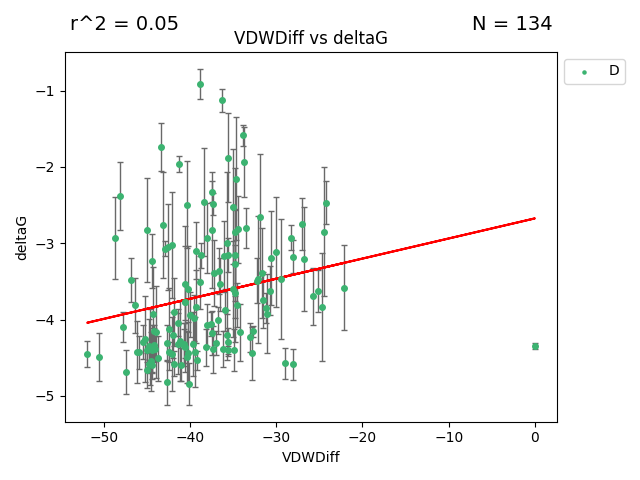 r^2 = 0.05
N = 134
VDWDiff vs deltaG
D
−1
−2
−3
−4
−5
deltaG
−50
−40
−30
−20
−10
0
VDWDiff